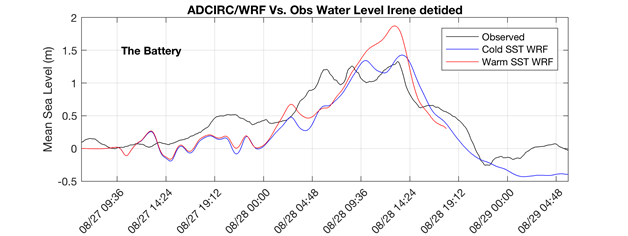 ADCIRC/WRF Vs. Obs Water Level Irene detided
2
1.5
1
0.5
0
-0.5
Mean Sea Level (m)
The Battery
Observed
Cold SST WRF
Warm SST WRF
08/27 09:36
08/27 14:24
08/27 19:12
08/28 00:00
08/28 04:48
08/28 09:36
08/28 14:24
08/28 19:12
08/29 00:00
08/29 04:48